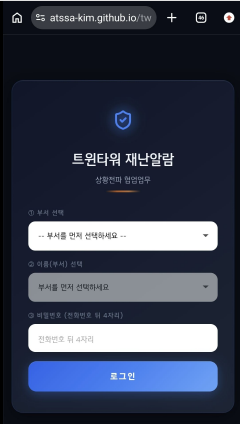 atssa-kim.github.io/tw
46
트윈타워 재난알람
상황전파 협업업무
① 부서 선택
-- 부서를 먼저 선택하세요 --
② 이름(부서) 선택
부서를 먼저 선택하세요
③ 비밀번호 (전화번호 뒤 4자리)
전화번호 뒤 4자리
로그인